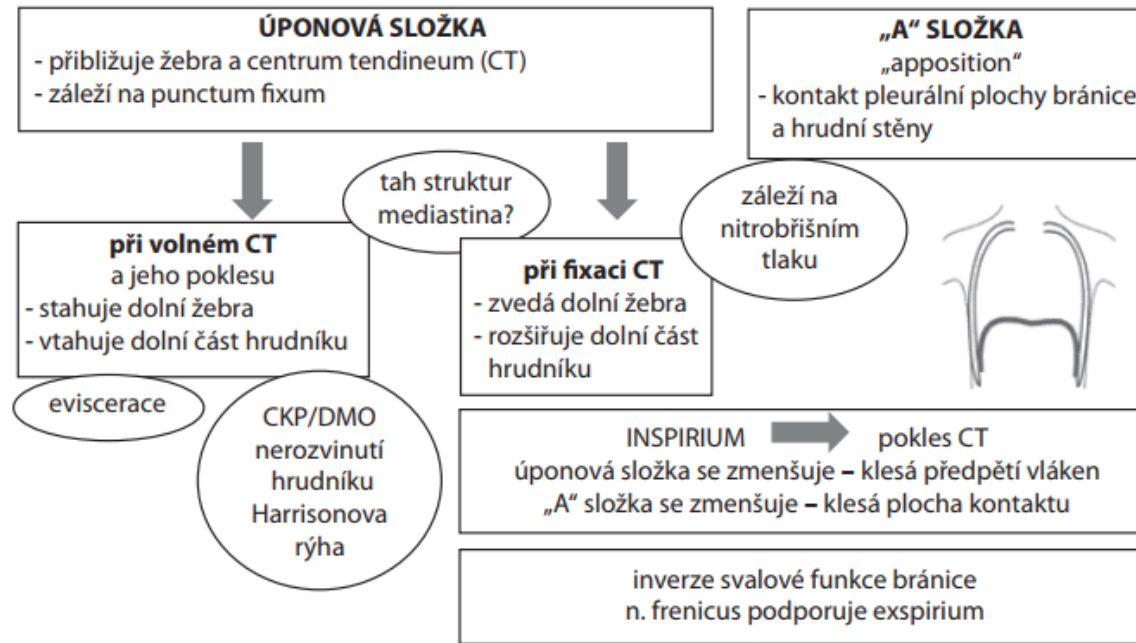 ÚPONOVÁ SLOŽKA
- přibližuje žebra a centrum tendineum (CT)
- záleží na punctum fixum
„A“ SLOŽKA
„apposition“
- kontakt pleurální plochy bránice
a hrudní stěny
tah struktur
mediastina?
záleží na
nitrobřišním
tlaku
při volném CT
a jeho poklesu
- stahuje dolní žebra
- vtahuje dolní část hrudníku
při fixaci CT
- zvedá dolní žebra
- rozšiřuje dolní část
hrudníku
eviscerace
CKP/DMO
nerozvinutí
hrudníku
Harrisonova
rýha
INSPIRIUM pokles CT
úponová složka se zmenšuje – klesá předpětí vláken
„A“ složka se zmenšuje – klesá plocha kontaktu
inverze svalové funkce bránice
n. frenicus podporuje exspirium